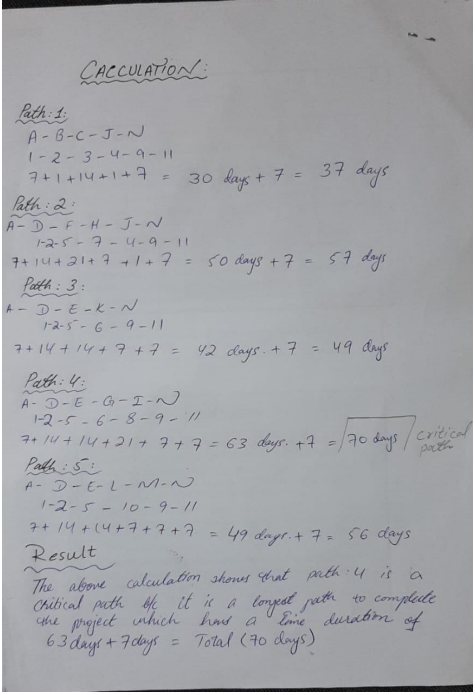 CALCULATION:
Path:1:
A-B-C-J-N
1-2-3-4-9-11
7+1+14+1+7 = 30 days + 7 = 37 days
Path:2:
A-D-F-H-J-N
1-2-5-7-4-9-11
7+14+21+7+1+7 = 50 days + 7 = 57 days
Path:3:
A-D-E-K-N
1-2-5-6-9-11
7+14+14+7+7 = 42 days. + 7 = 49 days
Path:4:
A-D-E-G-I-N
1-2-5-6-8-9-11
7+14+14+21+7+7 = 63 days. +7 = 70 days critical path
Path:5:
A-D-E-L-M-N
1-2-5-10-9-11
7+14+14+7+7+7 = 49 days. + 7 = 56 days
Result
The above calculation shows that path:4 is a
critical path b/c it is a longest path to complete
the project which has a time duration of
63 days + 7 days = Total (70 days)